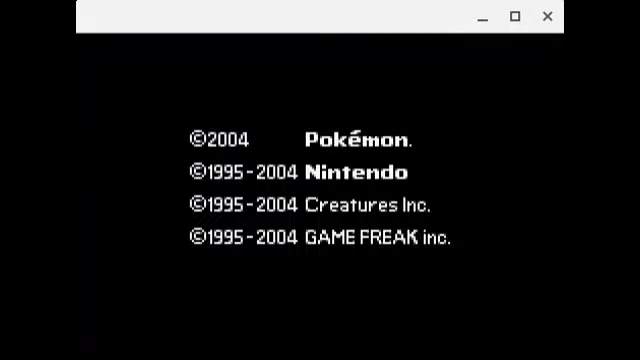 ©2004 Pokémon.
©1995-2004 Nintendo
©1995-2004 Creatures Inc.
©1995-2004 GAME FREAK inc.